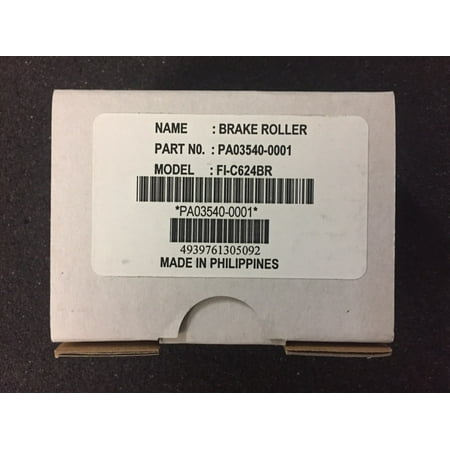 NAME : BRAKE ROLLER
PART NO. : PA03540-0001
MODEL : FI-C624BR
*PA03540-0001*
4939761305092
MADE IN PHILIPPINES